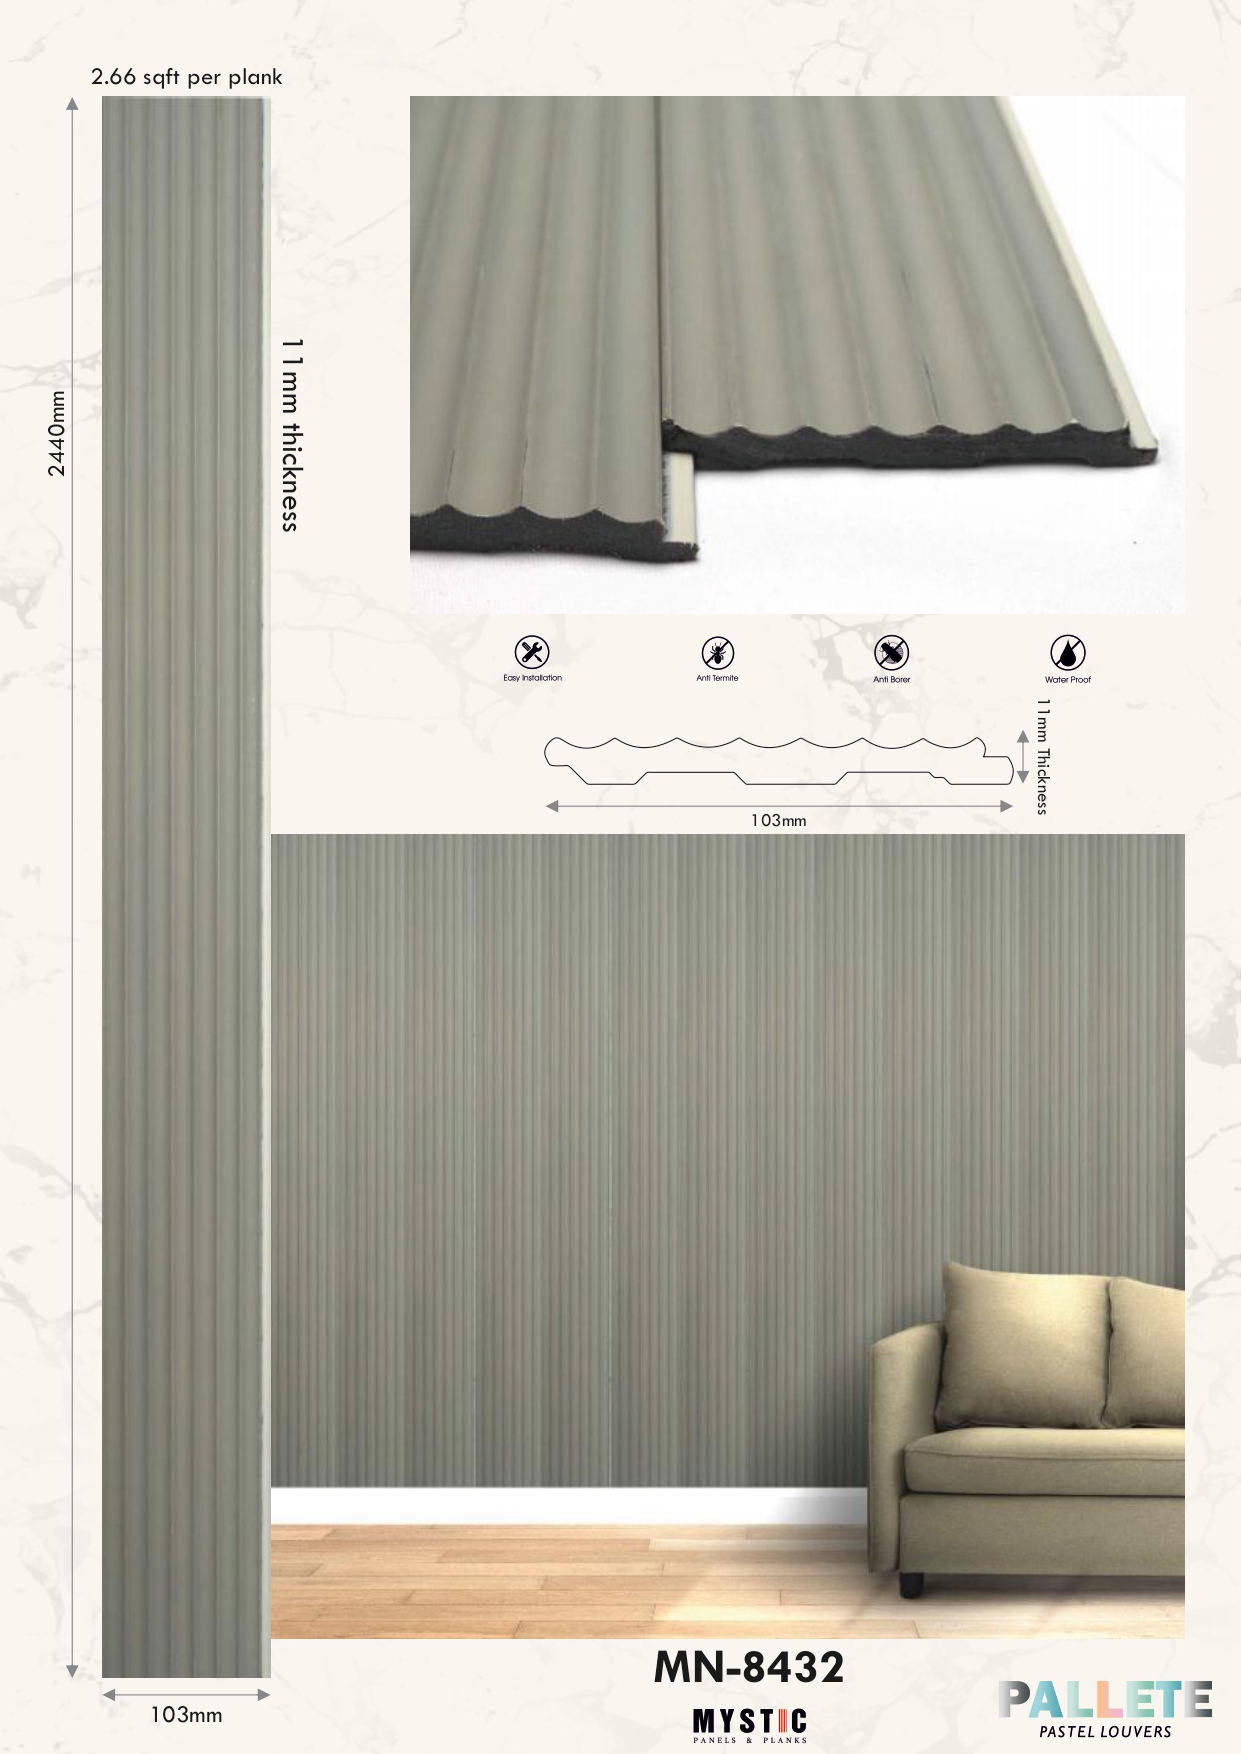 2.66 sqft per plank
2440mm
11mm thickness
Easy Installation
Anti Termite
Anti Borer
Water Proof
11mm Thickness
103mm
103mm
MN-8432
MYSTIC
PANELS & PLANKS
PALLETE
PASTEL LOUVERS